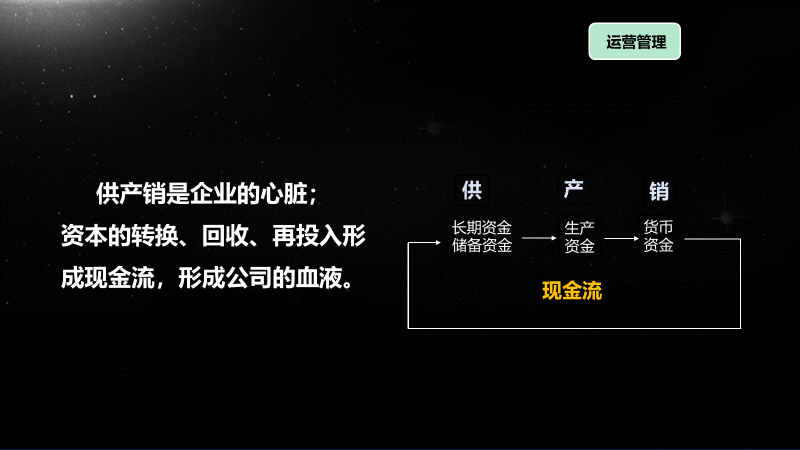 运营管理
供产销是企业的心脏；
资本的转换、回收、再投入形
成现金流，形成公司的血液。
供 产 销
长期资金
储备资金
生产
资金
货币
资金
现金流